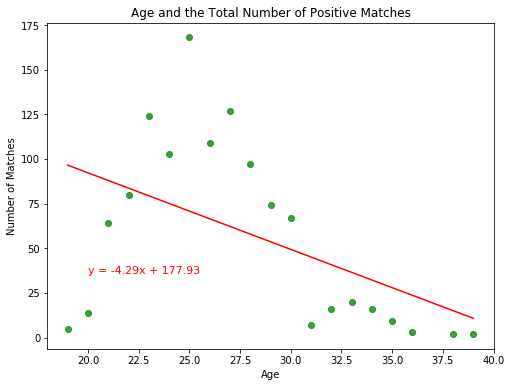 Age and the Total Number of Positive Matches
175
150
125
100
75
50
25
0
Number of Matches
y = -4.29x + 177.93
20.0 22.5 25.0 27.5 30.0 32.5 35.0 37.5 40.0
Age